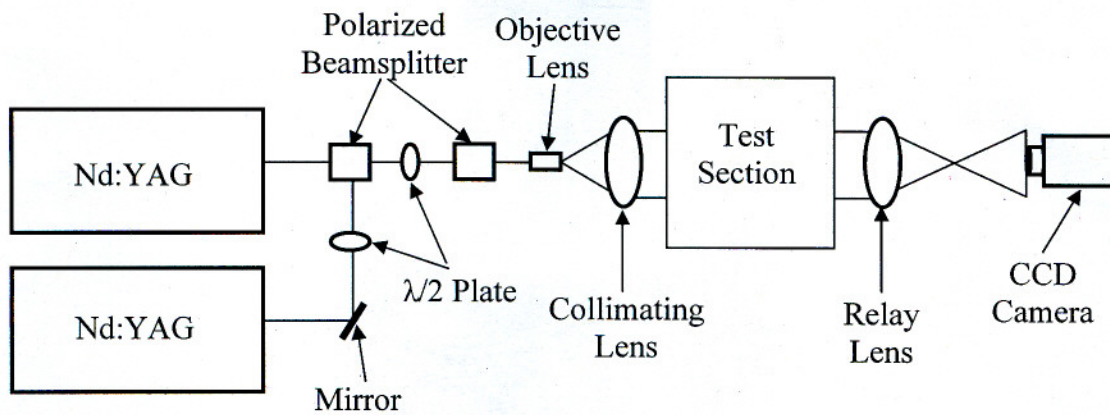 Polarized
Beamsplitter
Objective
Lens
Nd:YAG
Test
Section
Nd:YAG
λ/2 Plate
Mirror
Collimating
Lens
Relay
Lens
CCD
Camera